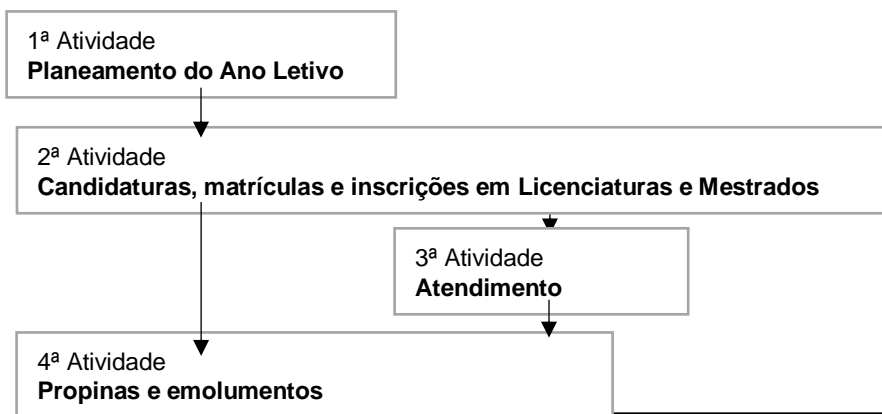 1ª Atividade
Planeamento do Ano Letivo
2ª Atividade
Candidaturas, matrículas e inscrições em Licenciaturas e Mestrados
3ª Atividade
Atendimento
4ª Atividade
Propinas e emolumentos